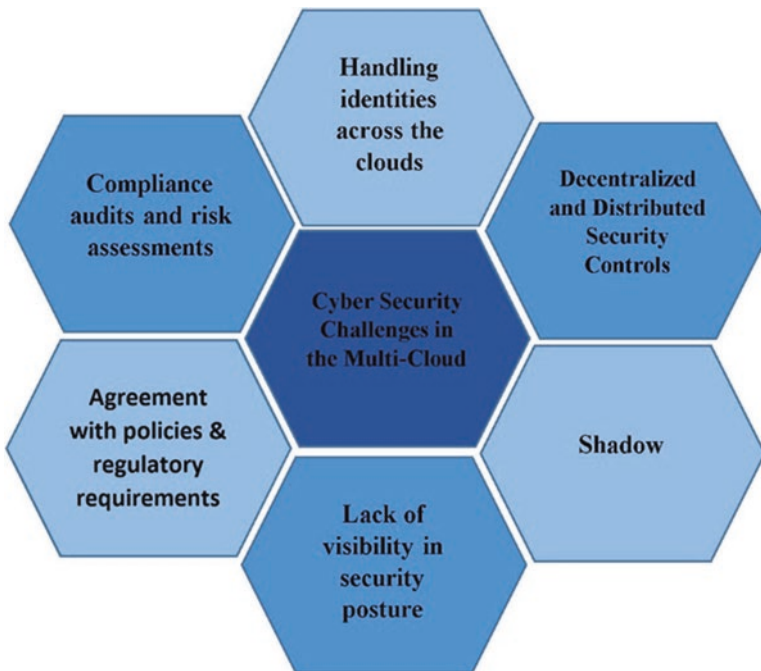 Handling
identities
across the
clouds
Compliance
audits and risk
assessments
Decentralized
and Distributed
Security
Controls
Cyber Security
Challenges in
the Multi-Cloud
Agreement
with policies &
regulatory
requirements
Shadow
Lack of
visibility in
security
posture